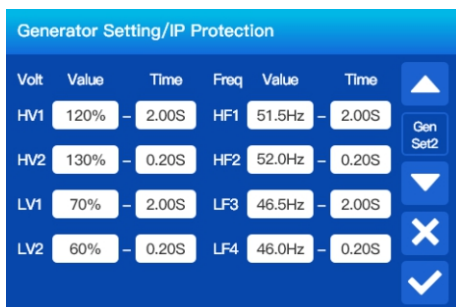 Generator Setting/IP Protection
Volt Value Time Freq Value Time
HV1 120% – 2.00S HF1 51.5Hz – 2.00S
Gen
Set2
HV2 130% – 0.20S HF2 52.0Hz – 0.20S
LV1 70% – 2.00S LF3 46.5Hz – 2.00S
LV2 60% – 0.20S LF4 46.0Hz – 0.20S